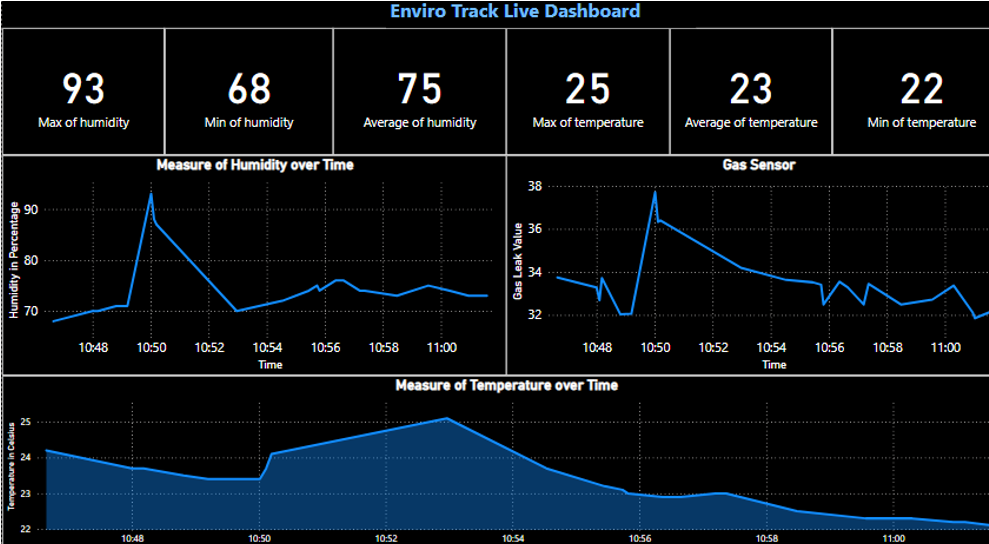 Enviro Track Live Dashboard
93 68 75 25 23 22
Max of humidity Min of humidity Average of humidity Max of temperature Average of temperature Min of temperature
Measure of Humidity over Time
Humidity in Percentage
90
80
70
10:48 10:50 10:52 10:54 10:56 10:58 11:00
Time
Gas Sensor
Gas Leak Value
38
36
34
32
10:48 10:50 10:52 10:54 10:56 10:58 11:00
Time
Measure of Temperature over Time
Temperature in Celsius
25
24
23
22
10:48 10:50 10:52 10:54 10:56 10:58 11:00